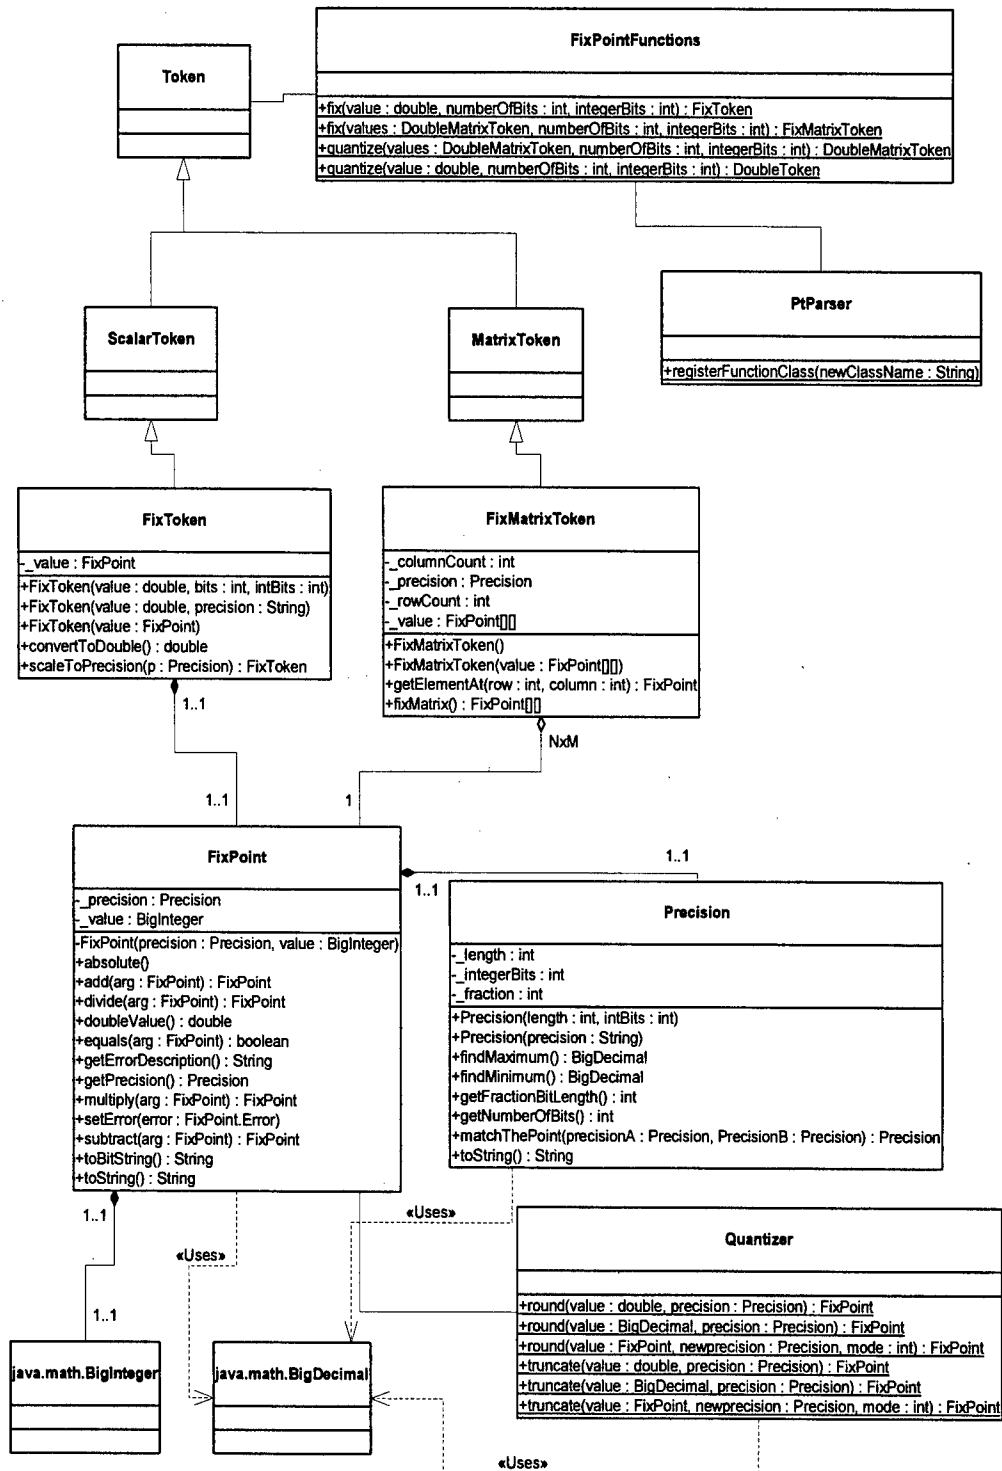 Token
FixPointFunctions
+fix(value : double, numberOfBits : int, integerBits : int) : FixToken
+fix(values : DoubleMatrixToken, numberOfBits : int, integerBits : int) : FixMatrixToken
+quantize(values : DoubleMatrixToken, numberOfBits : int, integerBits : int) : DoubleMatrixToken
+quantize(value : double, numberOfBits : int, integerBits : int) : DoubleToken
PtParser
+registerFunctionClass(newClassName : String)
ScalarToken
MatrixToken
FixToken
-_value : FixPoint
+FixToken(value : double, bits : int, intBits : int)
+FixToken(value : double, precision : String)
+FixToken(value : FixPoint)
+convertToDouble() : double
+scaleToPrecision(p : Precision) : FixToken
FixMatrixToken
-_columnCount : int
-_precision : Precision
-_rowCount : int
-_value : FixPoint[][]
+FixMatrixToken()
+FixMatrixToken(value : FixPoint[][])
+getElementAt(row : int, column : int) : FixPoint
+fixMatrix() : FixPoint[][]
1..1
NxM
1..1
1
FixPoint
-_precision : Precision
-_value : BigInteger
-FixPoint(precision : Precision, value : BigInteger)
+absolute()
+add(arg : FixPoint) : FixPoint
+divide(arg : FixPoint) : FixPoint
+doubleValue() : double
+equals(arg : FixPoint) : boolean
+getErrorDescription() : String
+getPrecision() : Precision
+multiply(arg : FixPoint) : FixPoint
+setError(error : FixPoint.Error)
+subtract(arg : FixPoint) : FixPoint
+toBitString() : String
+toString() : String
1..1
1..1
Precision
-_length : int
-_integerBits : int
-_fraction : int
+Precision(length : int, intBits : int)
+Precision(precision : String)
+findMaximum() : BigDecimal
+findMinimum() : BigDecimal
+getFractionBitLength() : int
+getNumberOfBits() : int
+matchThePoint(precisionA : Precision, PrecisionB : Precision) : Precision
+toString() : String
1..1
«Uses»
«Uses»
1..1
Quantizer
+round(value : double, precision : Precision) : FixPoint
+round(value : BigDecimal, precision : Precision) : FixPoint
+round(value : FixPoint, newprecision : Precision, mode : int) : FixPoint
+truncate(value : double, precision : Precision) : FixPoint
+truncate(value : BigDecimal, precision : Precision) : FixPoint
+truncate(value : FixPoint, newprecision : Precision, mode : int) : FixPoint
java.math.BigInteger
java.math.BigDecimal
«Uses»